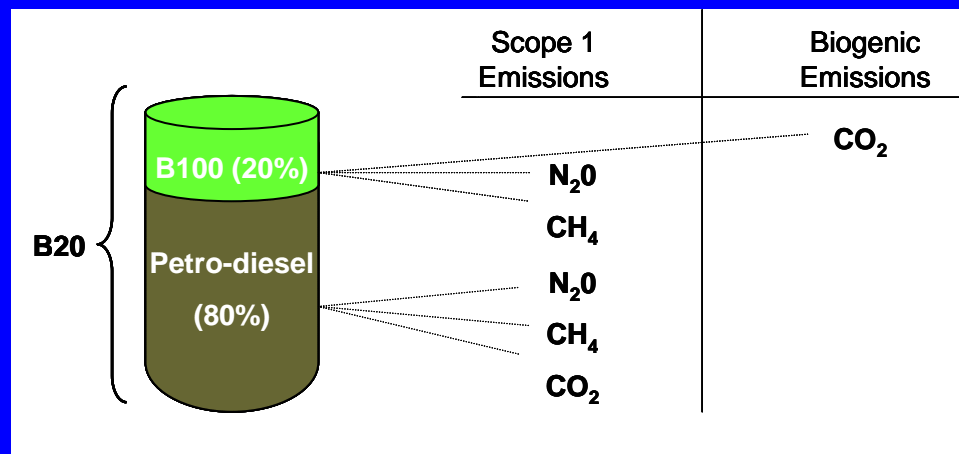 Scope 1
Emissions
Biogenic
Emissions
B100 (20%)
CO₂
N₂0
CH₄
B20
Petro-diesel
(80%)
N₂0
CH₄
CO₂